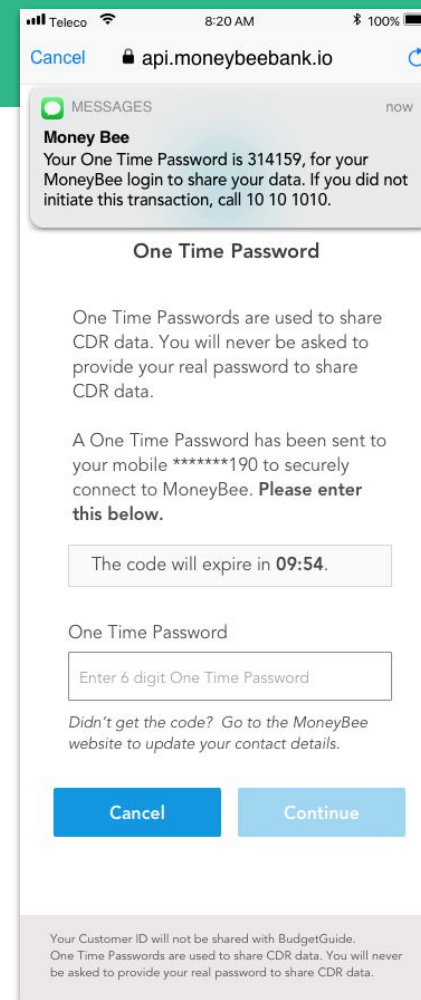 Teleco 8:20 AM 100%
Cancel api.moneybeebank.io
MESSAGES now
Money Bee
Your One Time Password is 314159, for your
MoneyBee login to share your data. If you did not
initiate this transaction, call 10 10 1010.
One Time Password
One Time Passwords are used to share
CDR data. You will never be asked to
provide your real password to share
CDR data.
A One Time Password has been sent to
your mobile *******190 to securely
connect to MoneyBee. Please enter
this below.
The code will expire in 09:54.
One Time Password
Enter 6 digit One Time Password
Didn't get the code? Go to the MoneyBee
website to update your contact details.
Cancel Continue
Your Customer ID will not be shared with BudgetGuide.
One Time Passwords are used to share CDR data. You will never
be asked to provide your real password to share CDR data.